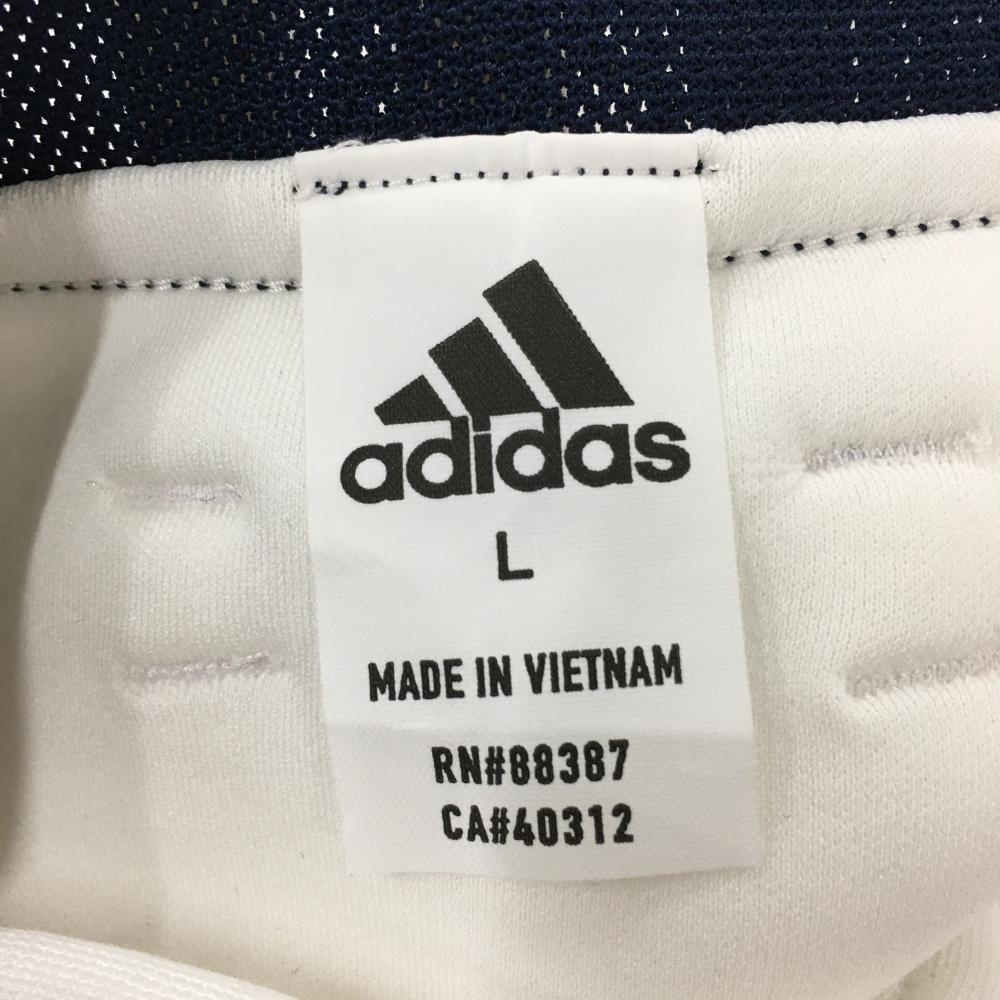 adidas
L
MADE IN VIETNAM
RN#88387
CA#40312